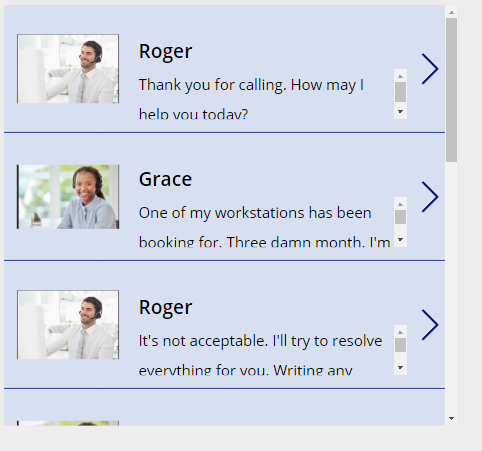 Roger
Thank you for calling. How may I
help you today?
Grace
One of my workstations has been
booking for. Three damn month. I'm
Roger
It's not acceptable. I'll try to resolve
everything for you. Writing any